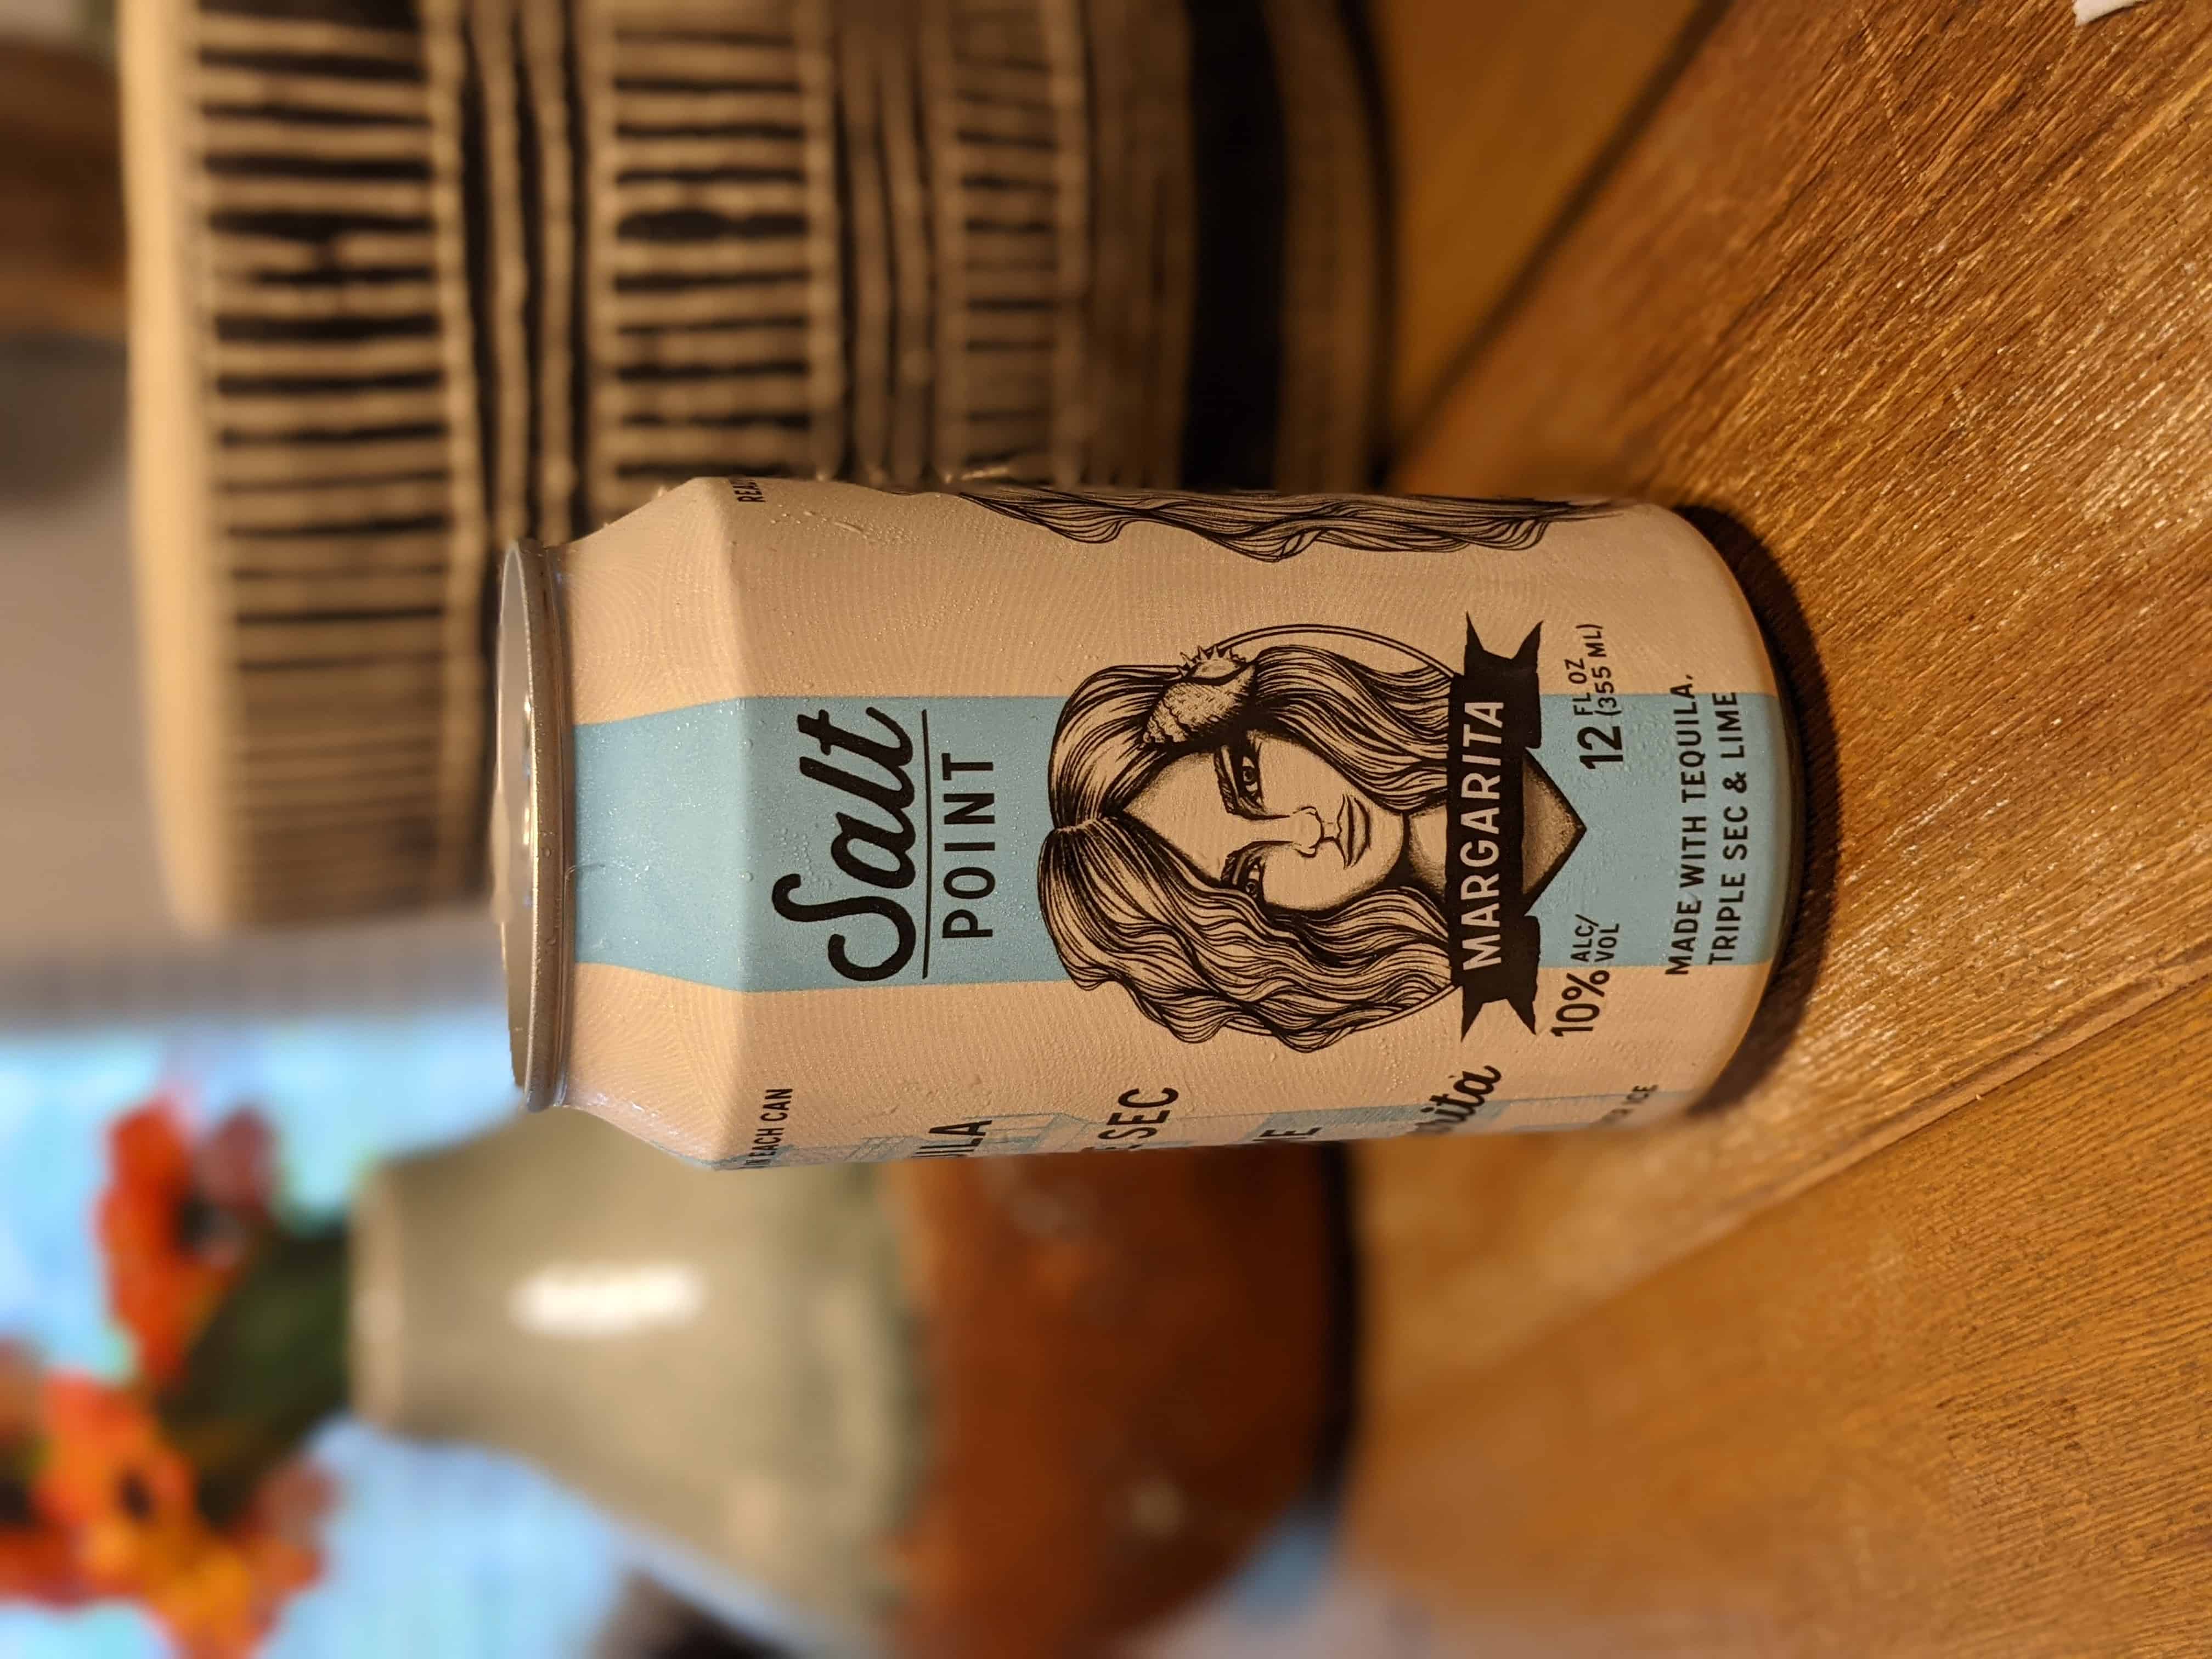 Salt
POINT
MARGARITA
10% ALC/
VOL
12 FL OZ
(355 ML)
MADE WITH TEQUILA,
TRIPLE SEC & LIME
EACH CAN
SEC
ICE